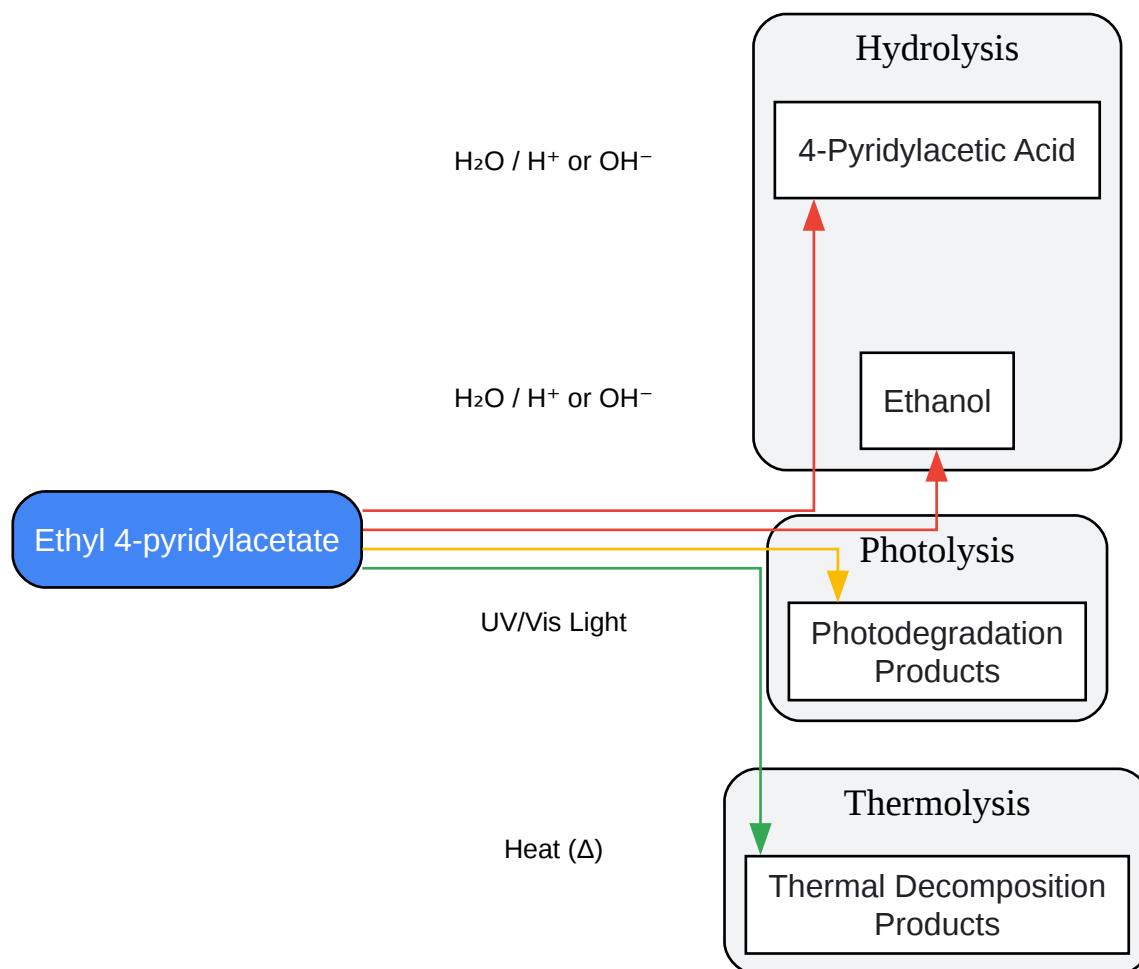 Hydrolysis
H₂O / H⁺ or OH⁻
4-Pyridylacetic Acid
H₂O / H⁺ or OH⁻
Ethanol
Ethyl 4-pyridylacetate
Photolysis
UV/Vis Light
Photodegradation
Products
Thermolysis
Heat (Δ)
Thermal Decomposition
Products